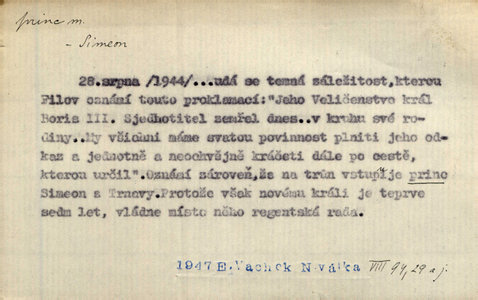 princ m.
- Simeon
28.srpna /1944/...udá se temná záležitost,kterou
Filov oznámí touto proklamací:"Jeho Veličenstvo král
Boris III. Sjednotitel zemřel dnes..v kruhu své ro-
diny..My všichni máme svatou povinnost plniti jeho od-
kaz a jednotně a neochvějně kráčeti dále po cestě,
kterou určil".Oznámí zároveň,že na trůn vstupuje princ
Simeon z Trnavy.Protože však novému králi je teprve
sedm let, vládne místo něho regentská rada.
1947 E.Vachek N.válka VIII 94,29 a j.